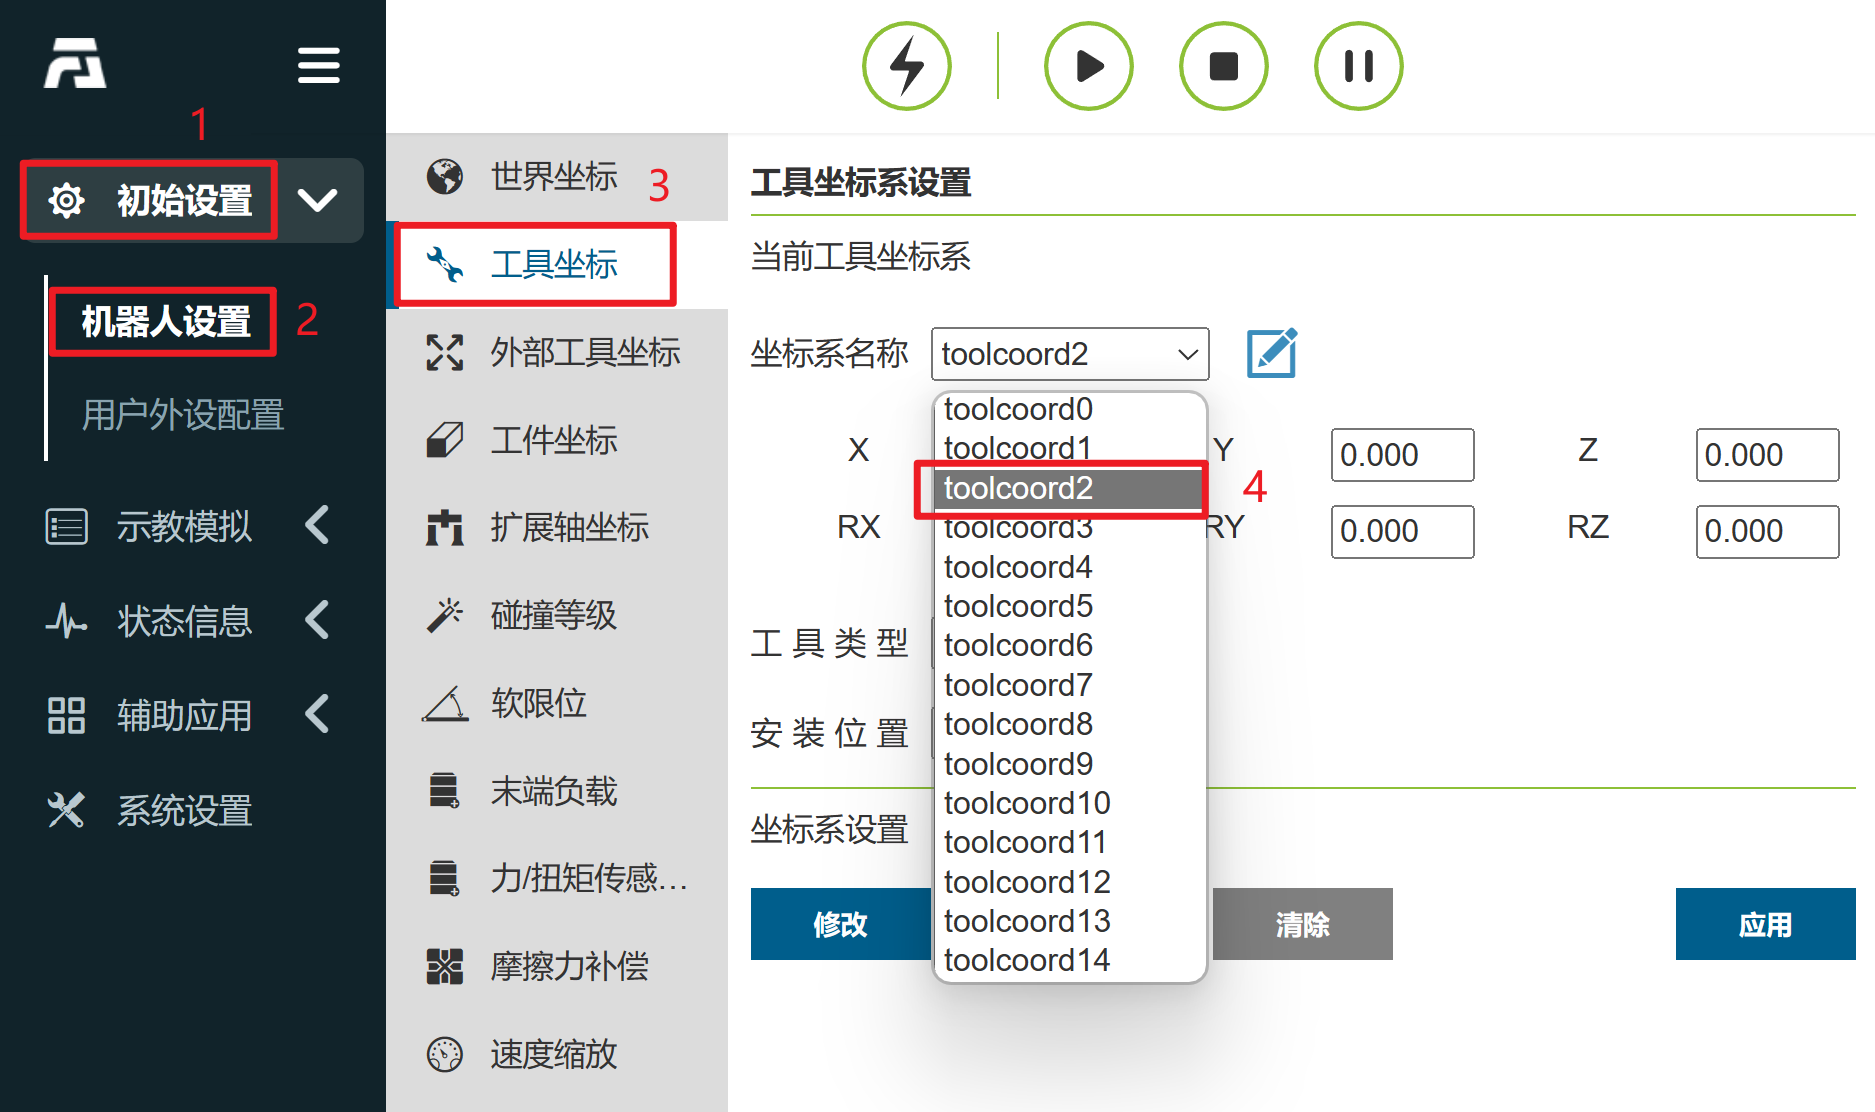 1
初始设置
机器人设置
2
用户外设配置
示教模拟
状态信息
辅助应用
系统设置
世界坐标
3
工具坐标
外部工具坐标
工件坐标
扩展轴坐标
碰撞等级
软限位
末端负载
力/扭矩传感...
摩擦力补偿
速度缩放
工具坐标系设置
当前工具坐标系
坐标系名称 toolcoord2
toolcoord0
toolcoord1
toolcoord2
4
toolcoord3
toolcoord4
toolcoord5
toolcoord6
toolcoord7
toolcoord8
toolcoord9
toolcoord10
toolcoord11
toolcoord12
toolcoord13
toolcoord14
X Y 0.000 Z 0.000
RX RY 0.000 RZ 0.000
工具类型
安装位置
坐标系设置
修改 清除 应用